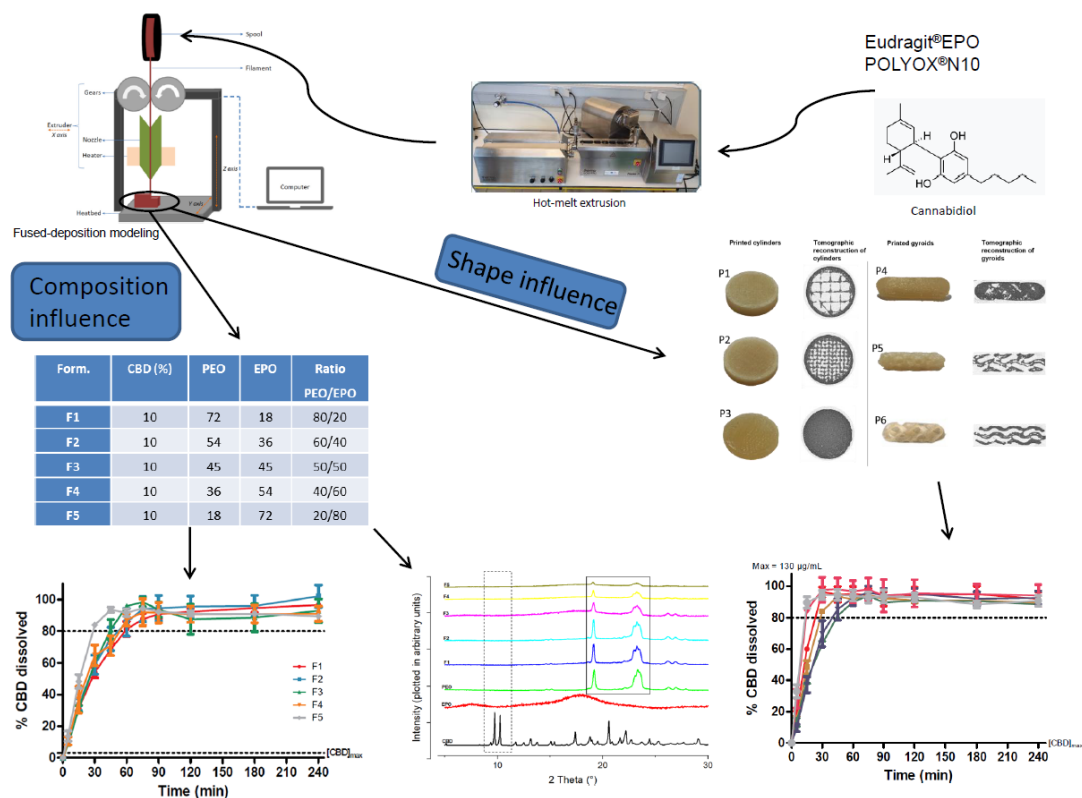 Spool
Filament
Gears
Extruder
X axis
Nozzle
Heater
Z axis
Y axis
Heatbed
Computer
Fused-deposition modeling
Hot-melt extrusion
Eudragit®EPO
POLYOX®N10
H
OH
H
HO
Cannabidiol
Composition
influence
Shape influence
Form. CBD (%) PEO EPO Ratio
PEO/EPO
F1 10 72 18 80/20
F2 10 54 36 60/40
F3 10 45 45 50/50
F4 10 36 54 40/60
F5 10 18 72 20/80
Printed cylinders
Tomographic
reconstruction of
cylinders
Printed gyroids
Tomographic
reconstruction of
gyroids
P1
P4
P2
P5
P3
P6
% CBD dissolved
100
80
60
40
20
0
F1
F2
F3
F4
F5
[CBD]max
0 30 60 90 120 150 180 210 240
Time (min)
Intensity (plotted in arbitrary units)
F4
F2
PEO
EPO
CBD
10 20 30
2 Theta (°)
Max = 130 µg/mL
% CBD dissolved
100
80
60
40
20
0
[CBD]max
0 30 60 90 120 150 180 210 240
Time (min)